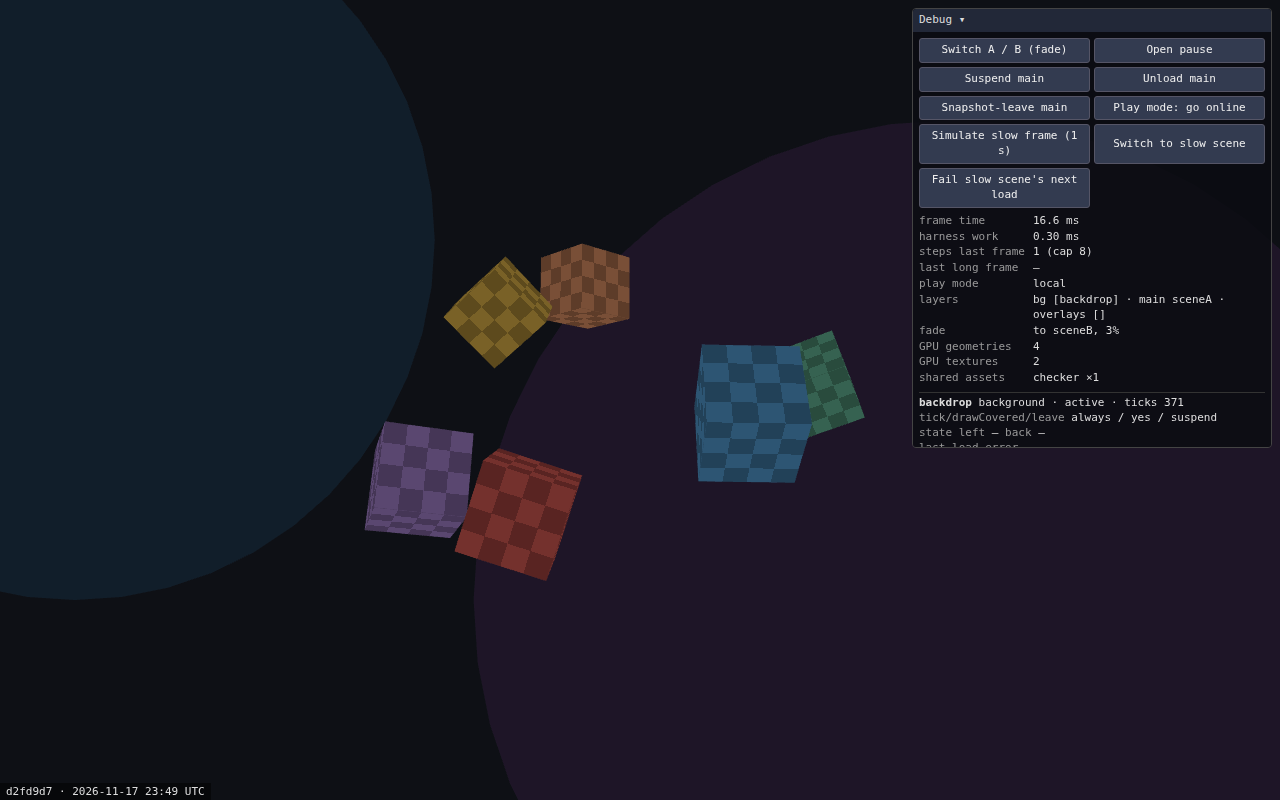 Debug ▾
Switch A / B (fade)
Open pause
Suspend main
Unload main
Snapshot-leave main
Play mode: go online
Simulate slow frame (1
s)
Switch to slow scene
Fail slow scene's next
load
frame time 16.6 ms
harness work 0.30 ms
steps last frame 1 (cap 8)
last long frame —
play mode local
layers bg [backdrop] · main sceneA ·
overlays []
fade to sceneB, 3%
GPU geometries 4
GPU textures 2
shared assets checker ×1
backdrop background · active · ticks 371
tick/drawCovered/leave always / yes / suspend
state left — back —
last load error
d2fd9d7 · 2026-11-17 23:49 UTC